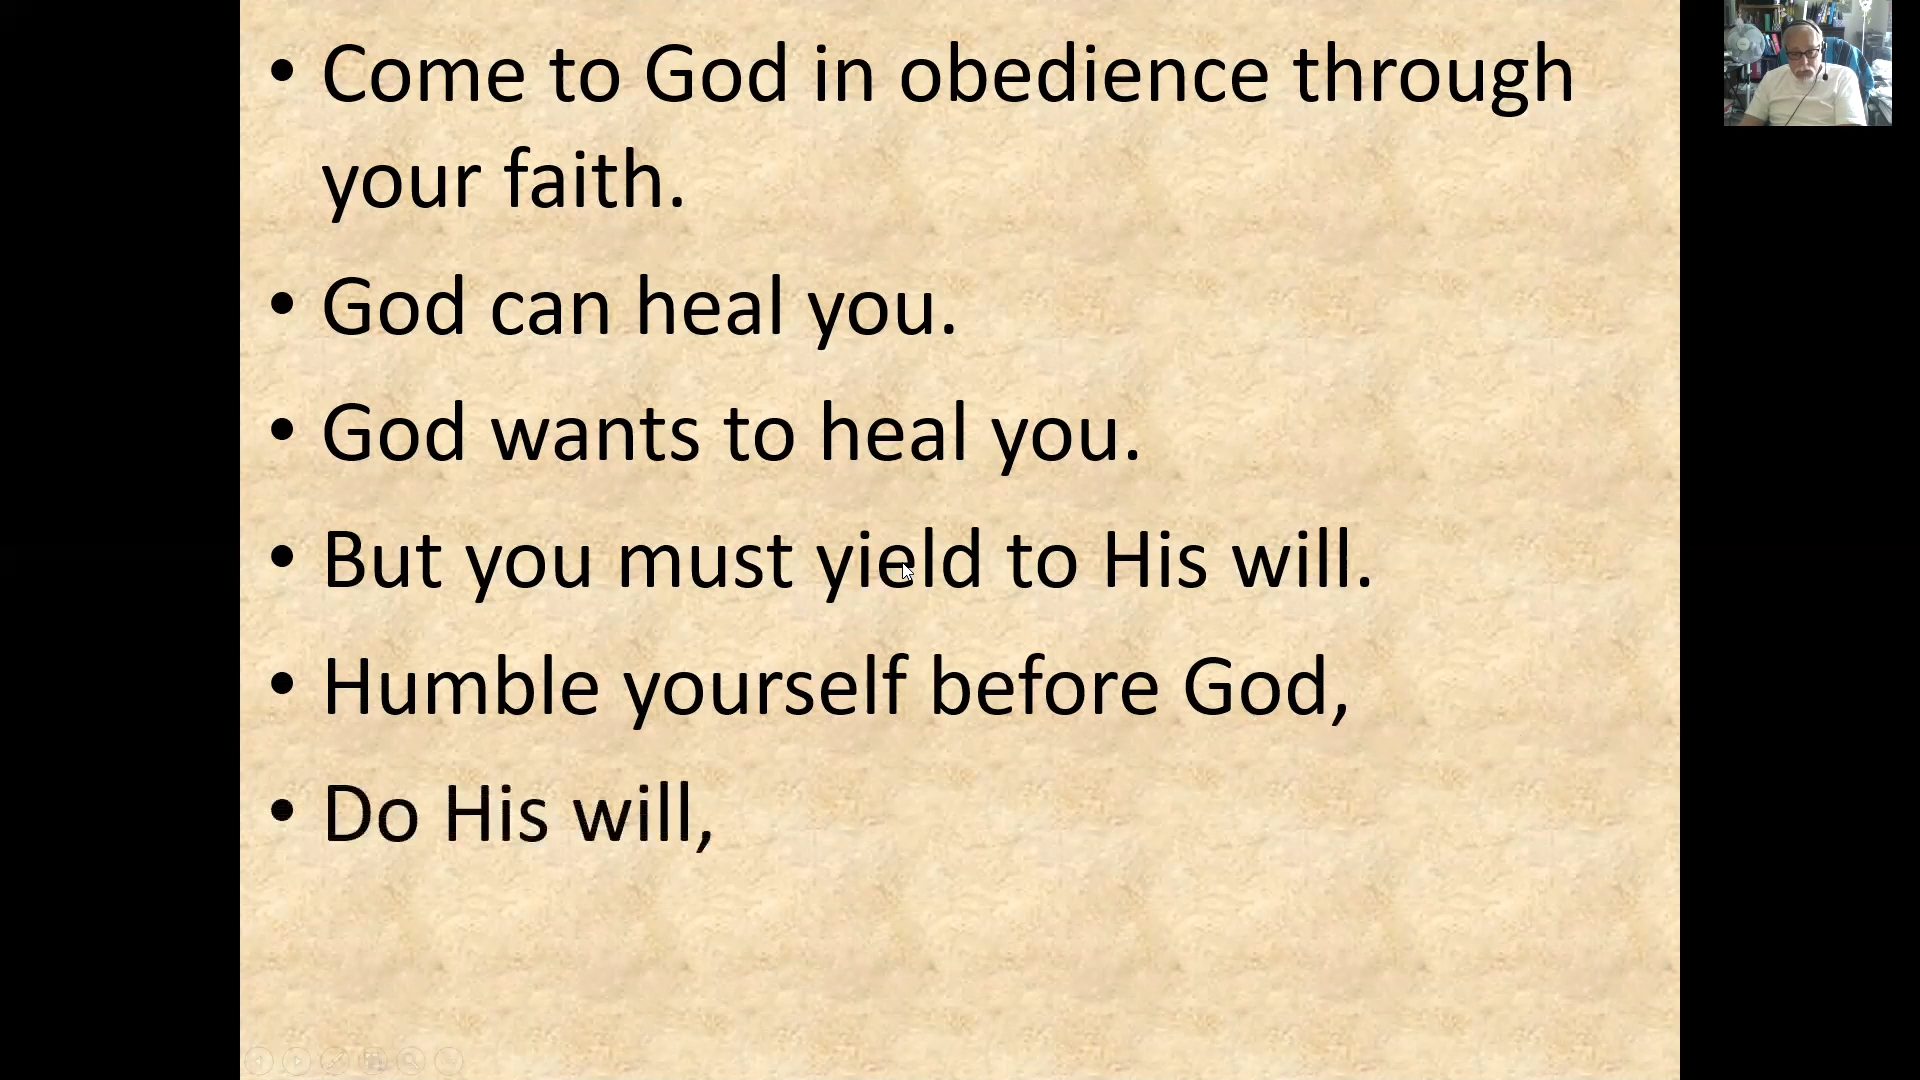 • Come to God in obedience through
your faith.
• God can heal you.
• God wants to heal you.
• But you must yield to His will.
• Humble yourself before God,
• Do His will,